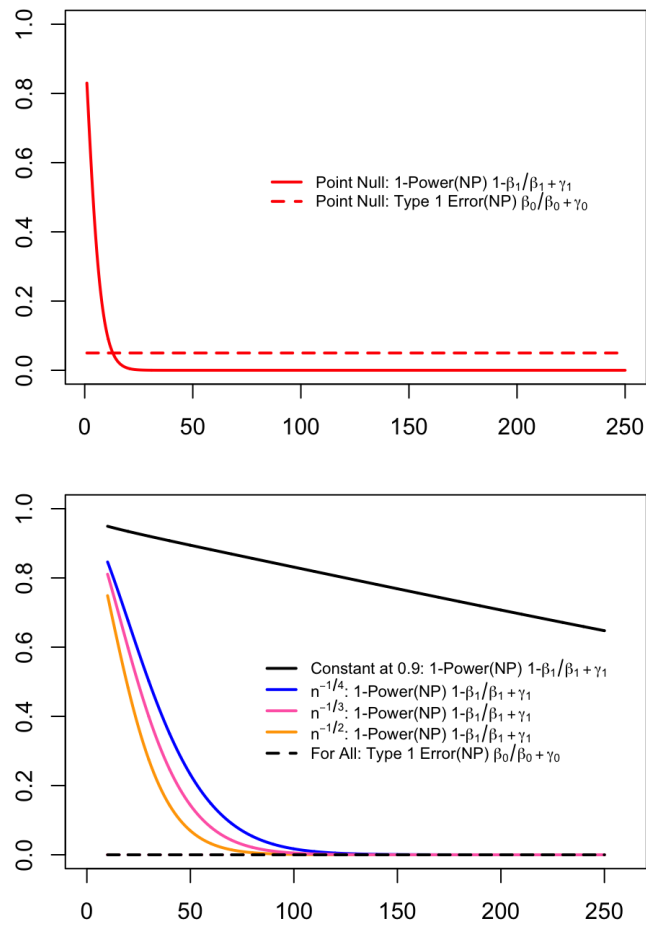 1.0
0.8
0.6
0.4
0.2
0.0
Point Null: 1-Power(NP) 1-β₁/β₁+γ₁
Point Null: Type 1 Error(NP) β₀/β₀+γ₀
0 50 100 150 200 250
1.0
0.8
0.6
0.4
0.2
0.0
Constant at 0.9: 1-Power(NP) 1-β₁/β₁+γ₁
n⁻¹/⁴: 1-Power(NP) 1-β₁/β₁+γ₁
n⁻¹/³: 1-Power(NP) 1-β₁/β₁+γ₁
n⁻¹/²: 1-Power(NP) 1-β₁/β₁+γ₁
For All: Type 1 Error(NP) β₀/β₀+γ₀
0 50 100 150 200 250